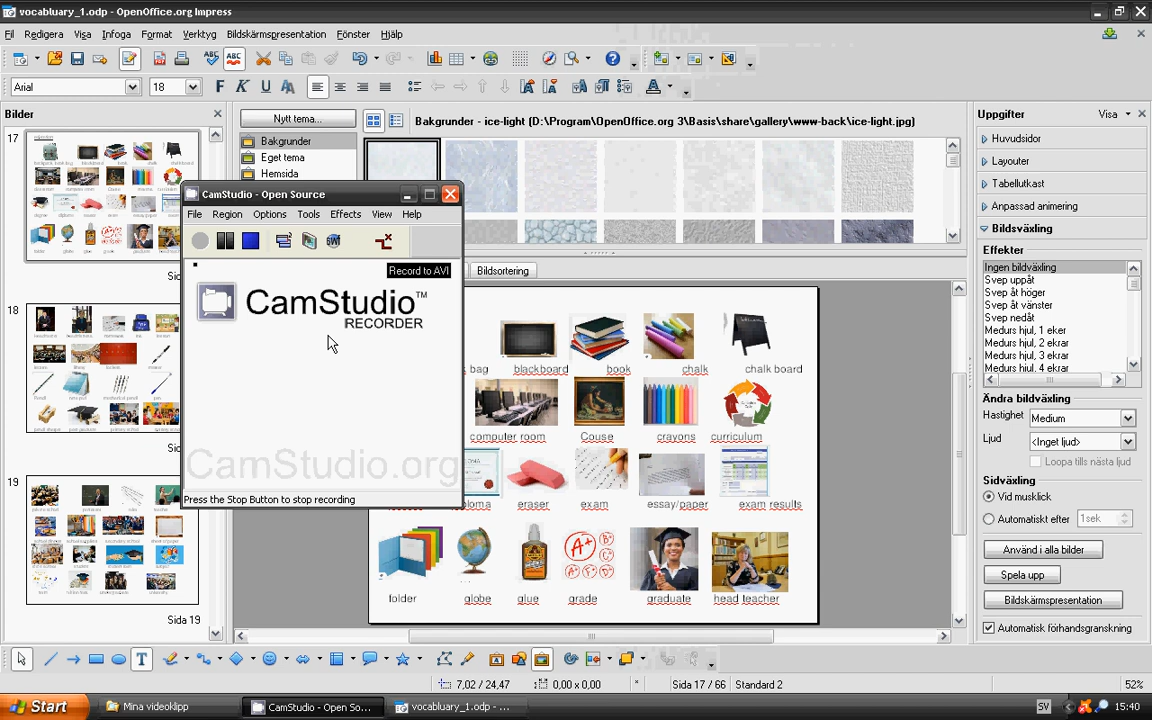 vocabluary_1.odp - OpenOffice.org Impress
Fil Redigera Visa Infoga Format Verktyg Bildskärmspresentation Fönster Hjälp
Arial 18 F K U
Bilder
17
18
19
Sida 19
Nytt tema...
Bakgrunder
Eget tema
Hemsida
Bakgrunder - ice-light (D:\Program\OpenOffice.org 3\Basis\share\gallery\www-back\ice-light.jpg)
CamStudio - Open Source
File Region Options Tools Effects View Help
Record to AVI
CamStudio™
RECORDER
CamStudio.org
Press the Stop Button to stop recording
Bildsortering
bag blackboard book chalk chalk board
computer room Couse crayons curriculum
eraser exam essay/paper exam results
folder globe glue grade graduate head teacher
Uppgifter Visa
Huvudsidor
Layouter
Tabellutkast
Anpassad animering
Bildsväxling
Effekter
Ingen bildväxling
Svep uppåt
Svep åt höger
Svep åt vänster
Svep nedåt
Medurs hjul, 1 eker
Medurs hjul, 2 ekrar
Medurs hjul, 3 ekrar
Medurs hjul, 4 ekrar
Ändra bildväxling
Hastighet Medium
Ljud <Inget ljud>
Loopa tills nästa ljud
Sidväxling
Vid musklick
Automatiskt efter 1sek
Använd i alla bilder
Spela upp
Bildskärmspresentation
Automatisk förhandsgranskning
7,02 / 24,47 0,00 x 0,00 * Sida 17 / 66 Standard 2 52%
Start Mina videoklipp CamStudio - Open So... vocabluary_1.odp - ... SV 15:40